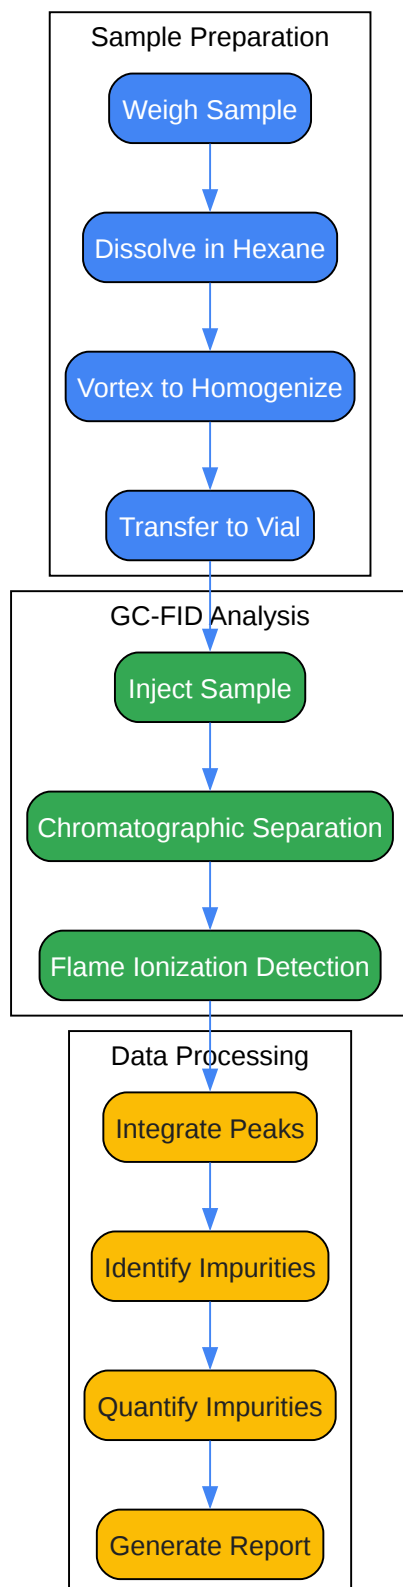 Sample Preparation
Weigh Sample
Dissolve in Hexane
Vortex to Homogenize
Transfer to Vial
GC-FID Analysis
Inject Sample
Chromatographic Separation
Flame Ionization Detection
Data Processing
Integrate Peaks
Identify Impurities
Quantify Impurities
Generate Report